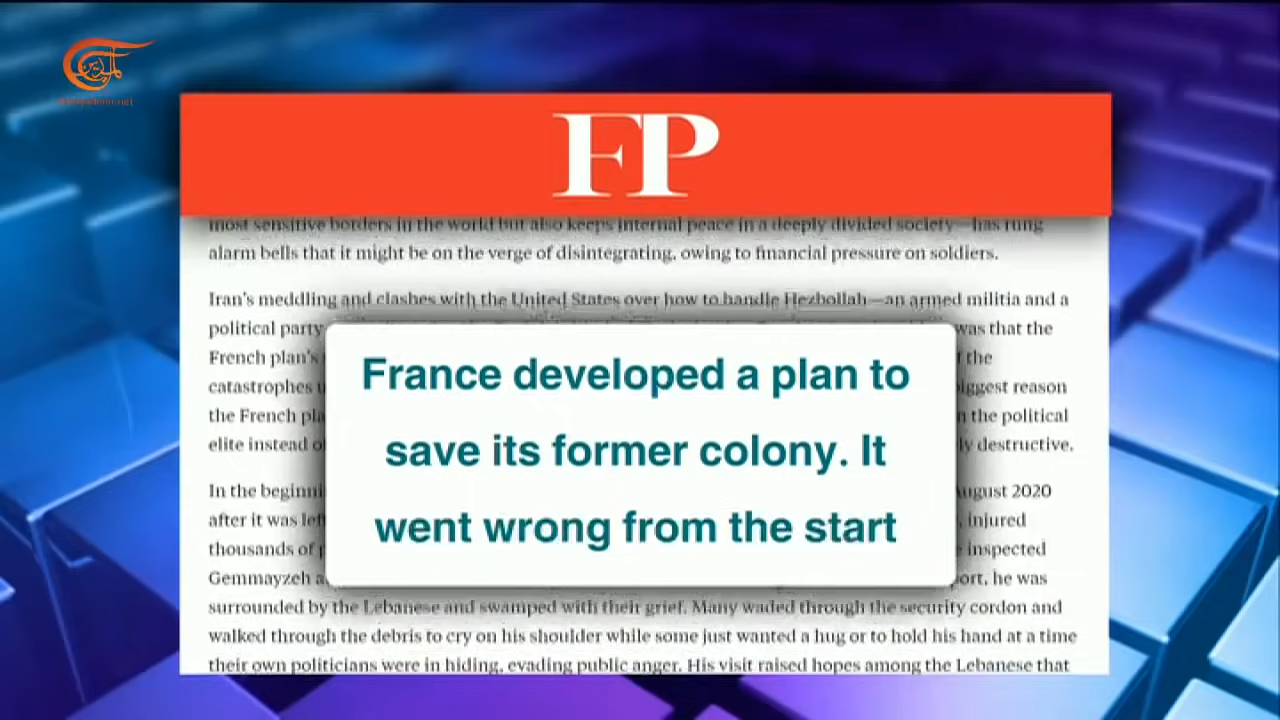 الميادين
FP
most sensitive borders in the world but also keeps internal peace in a deeply divided society—has rung
alarm bells that it might be on the verge of disintegrating, owing to financial pressure on soldiers.
Iran's meddling and clashes with the United States over how to handle Hezbollah—an armed militia and a
political party was that the
French plan's the
catastrophes biggest reason
the French the political
elite instead destructive.
France developed a plan to
save its former colony. It
went wrong from the start
In the August 2020
after it was injured
thousands of inspected
Gemmayzeh he was
surrounded by the Lebanese and swamped with their grief. Many waded through the security cordon and
walked through the debris to cry on his shoulder while some just wanted a hug or to hold his hand at a time
their own politicians were in hiding, evading public anger. His visit raised hopes among the Lebanese that